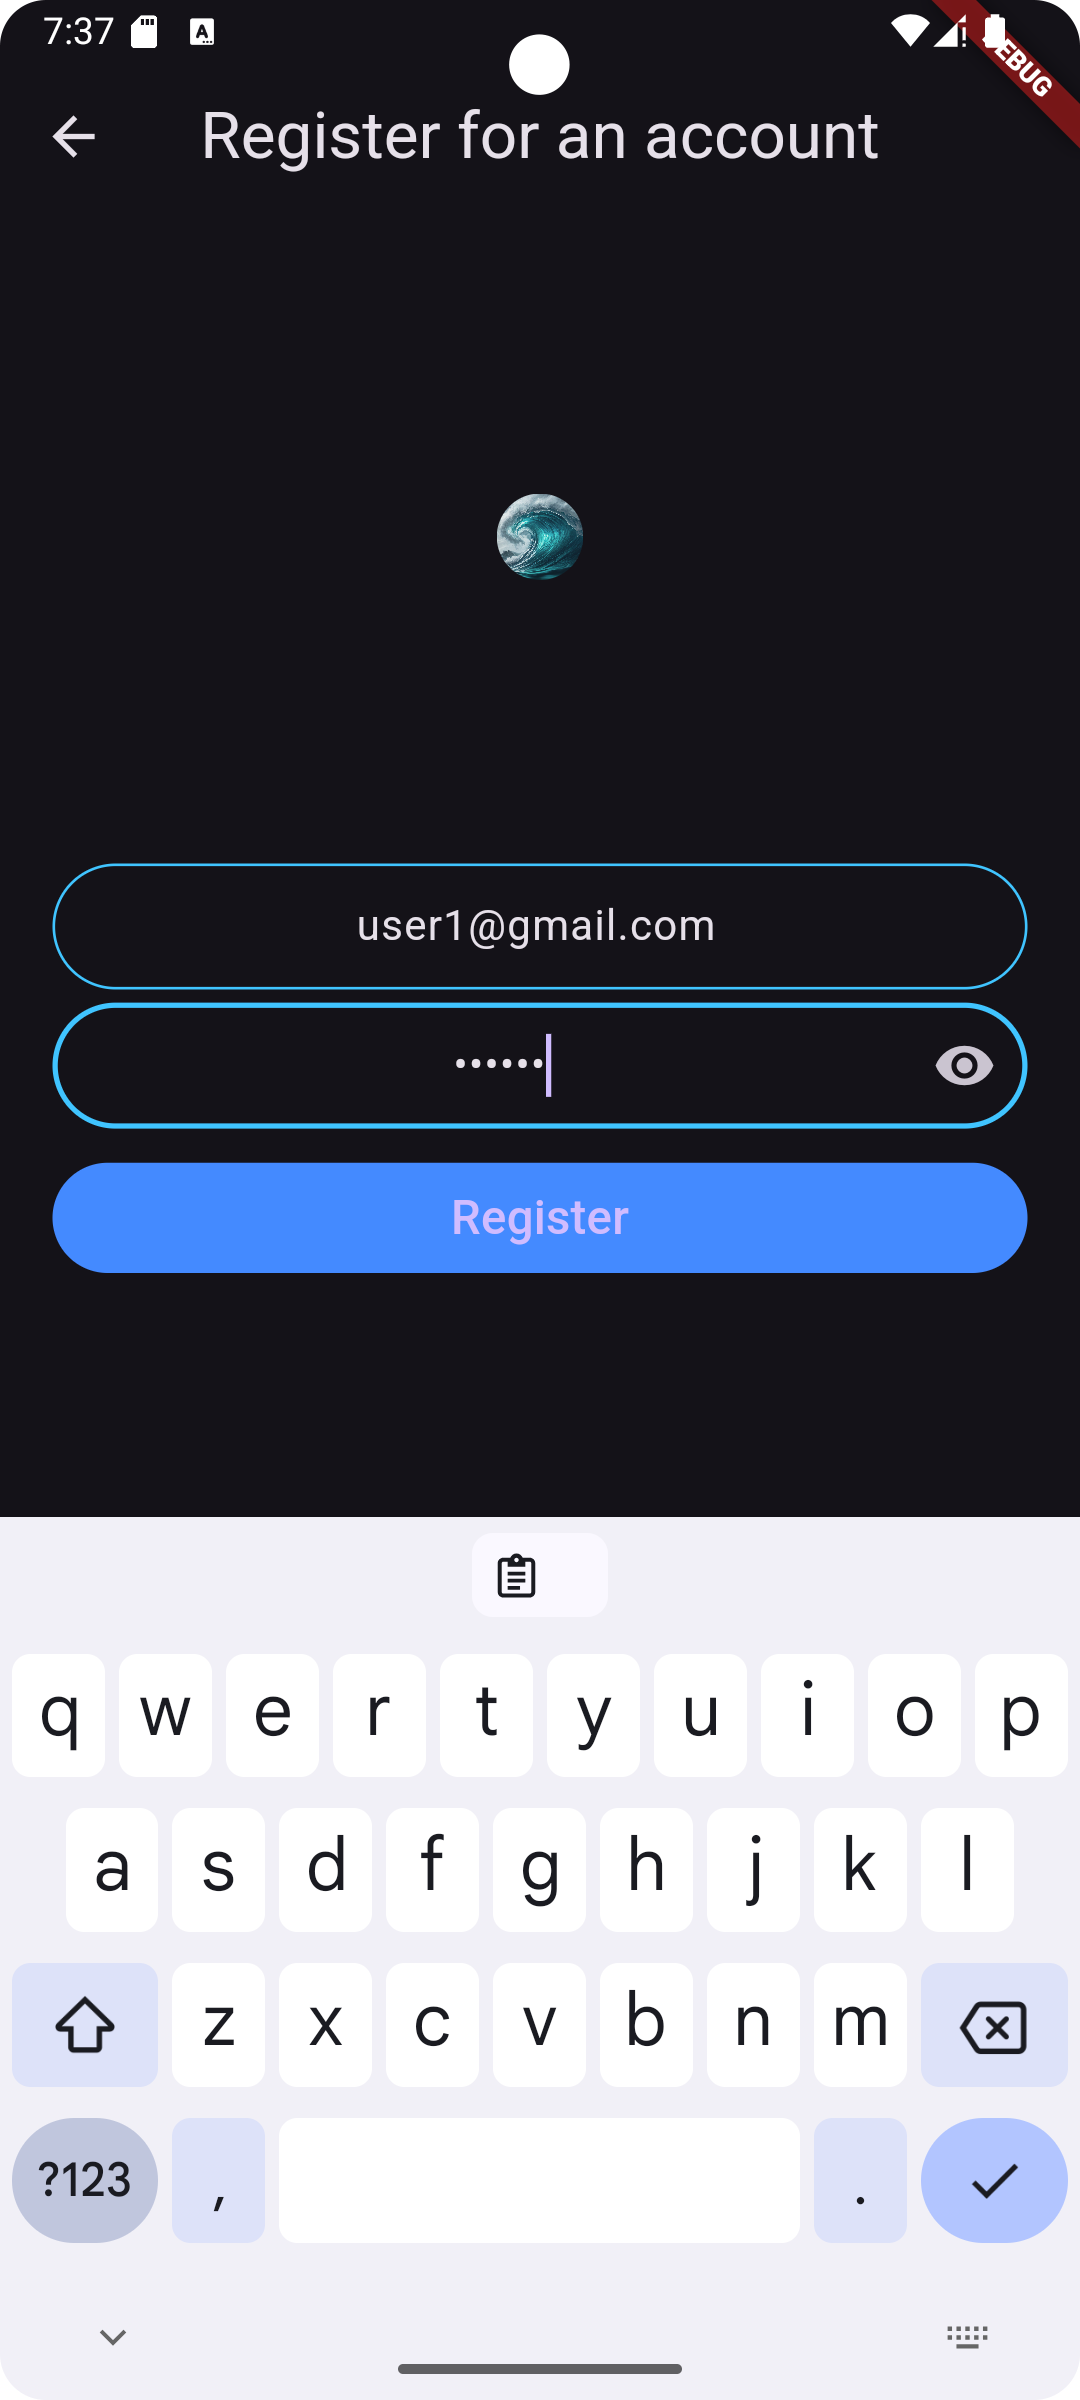 7:37
EBUG
Register for an account
user1@gmail.com
••••••
Register
q w e r t y u i o p
a s d f g h j k l
z x c v b n m
?123 , .